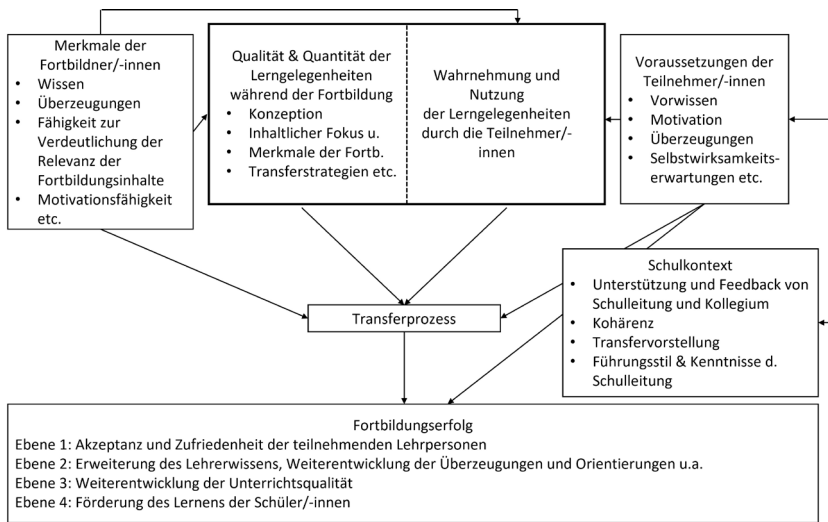 Merkmale der
Fortbildner/-innen
• Wissen
• Überzeugungen
• Fähigkeit zur
Verdeutlichung der
Relevanz der
Fortbildungsinhalte
• Motivationsfähigkeit
etc.
Qualität & Quantität der
Lerngelegenheiten
während der Fortbildung
• Konzeption
• Inhaltlicher Fokus u.
• Merkmale der Fortb.
• Transferstrategien etc.
Wahrnehmung und
Nutzung
der Lerngelegenheiten
durch die Teilnehmer/-
innen
Voraussetzungen der
Teilnehmer/-innen
• Vorwissen
• Motivation
• Überzeugungen
• Selbstwirksamkeits-
erwartungen etc.
Schulkontext
• Unterstützung und Feedback von
Schulleitung und Kollegium
• Kohärenz
• Transfervorstellung
• Führungsstil & Kenntnisse d.
Schulleitung
Transferprozess
Fortbildungserfolg
Ebene 1: Akzeptanz und Zufriedenheit der teilnehmenden Lehrpersonen
Ebene 2: Erweiterung des Lehrerwissens, Weiterentwicklung der Überzeugungen und Orientierungen u.a.
Ebene 3: Weiterentwicklung der Unterrichtsqualität
Ebene 4: Förderung des Lernens der Schüler/-innen